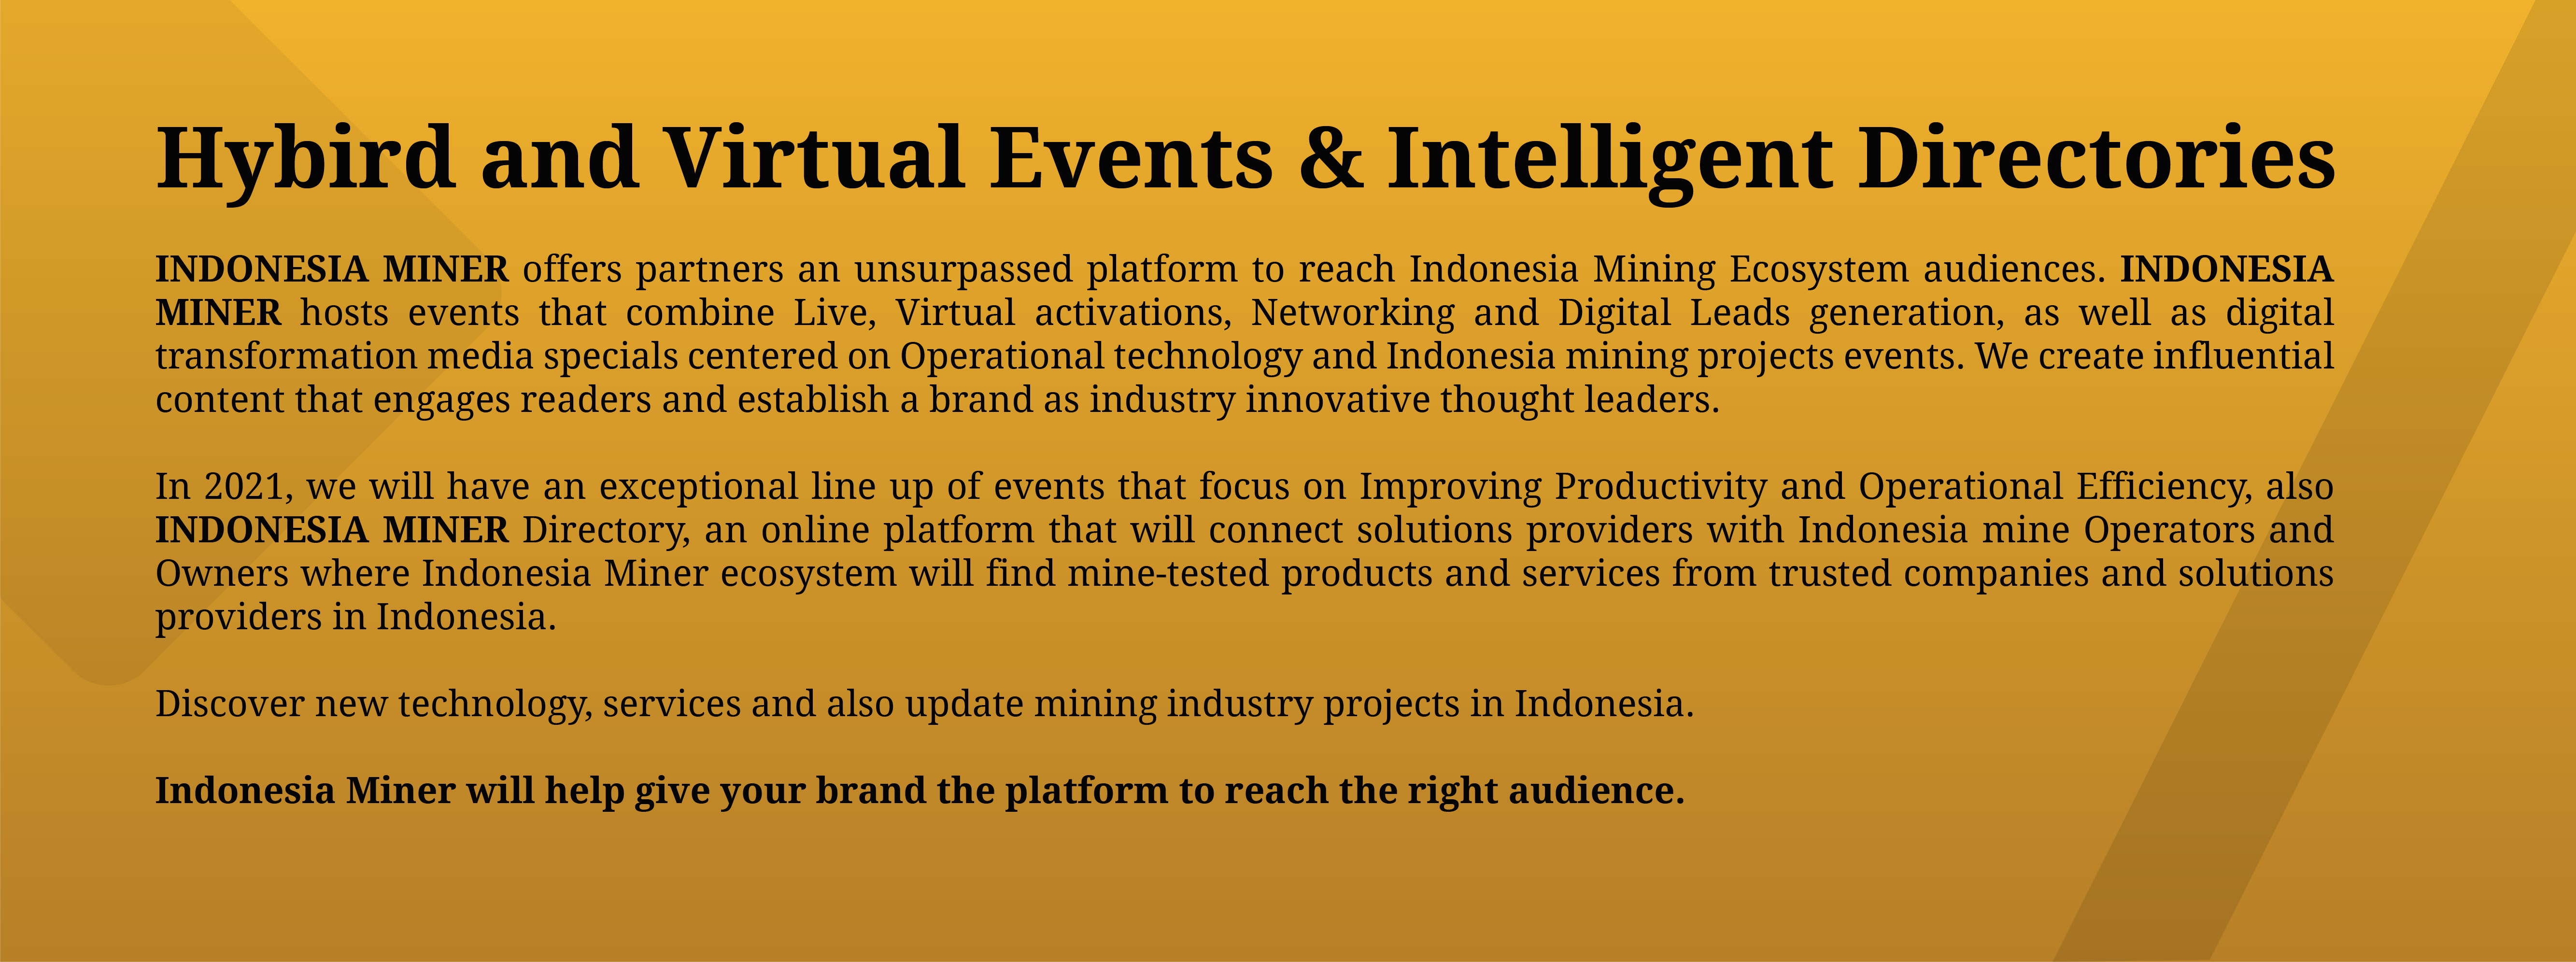 Hybird and Virtual Events & Intelligent Directories
INDONESIA MINER offers partners an unsurpassed platform to reach Indonesia Mining Ecosystem audiences. INDONESIA
MINER hosts events that combine Live, Virtual activations, Networking and Digital Leads generation, as well as digital
transformation media specials centered on Operational technology and Indonesia mining projects events. We create influential
content that engages readers and establish a brand as industry innovative thought leaders.
In 2021, we will have an exceptional line up of events that focus on Improving Productivity and Operational Efficiency, also
INDONESIA MINER Directory, an online platform that will connect solutions providers with Indonesia mine Operators and
Owners where Indonesia Miner ecosystem will find mine-tested products and services from trusted companies and solutions
providers in Indonesia.
Discover new technology, services and also update mining industry projects in Indonesia.
Indonesia Miner will help give your brand the platform to reach the right audience.